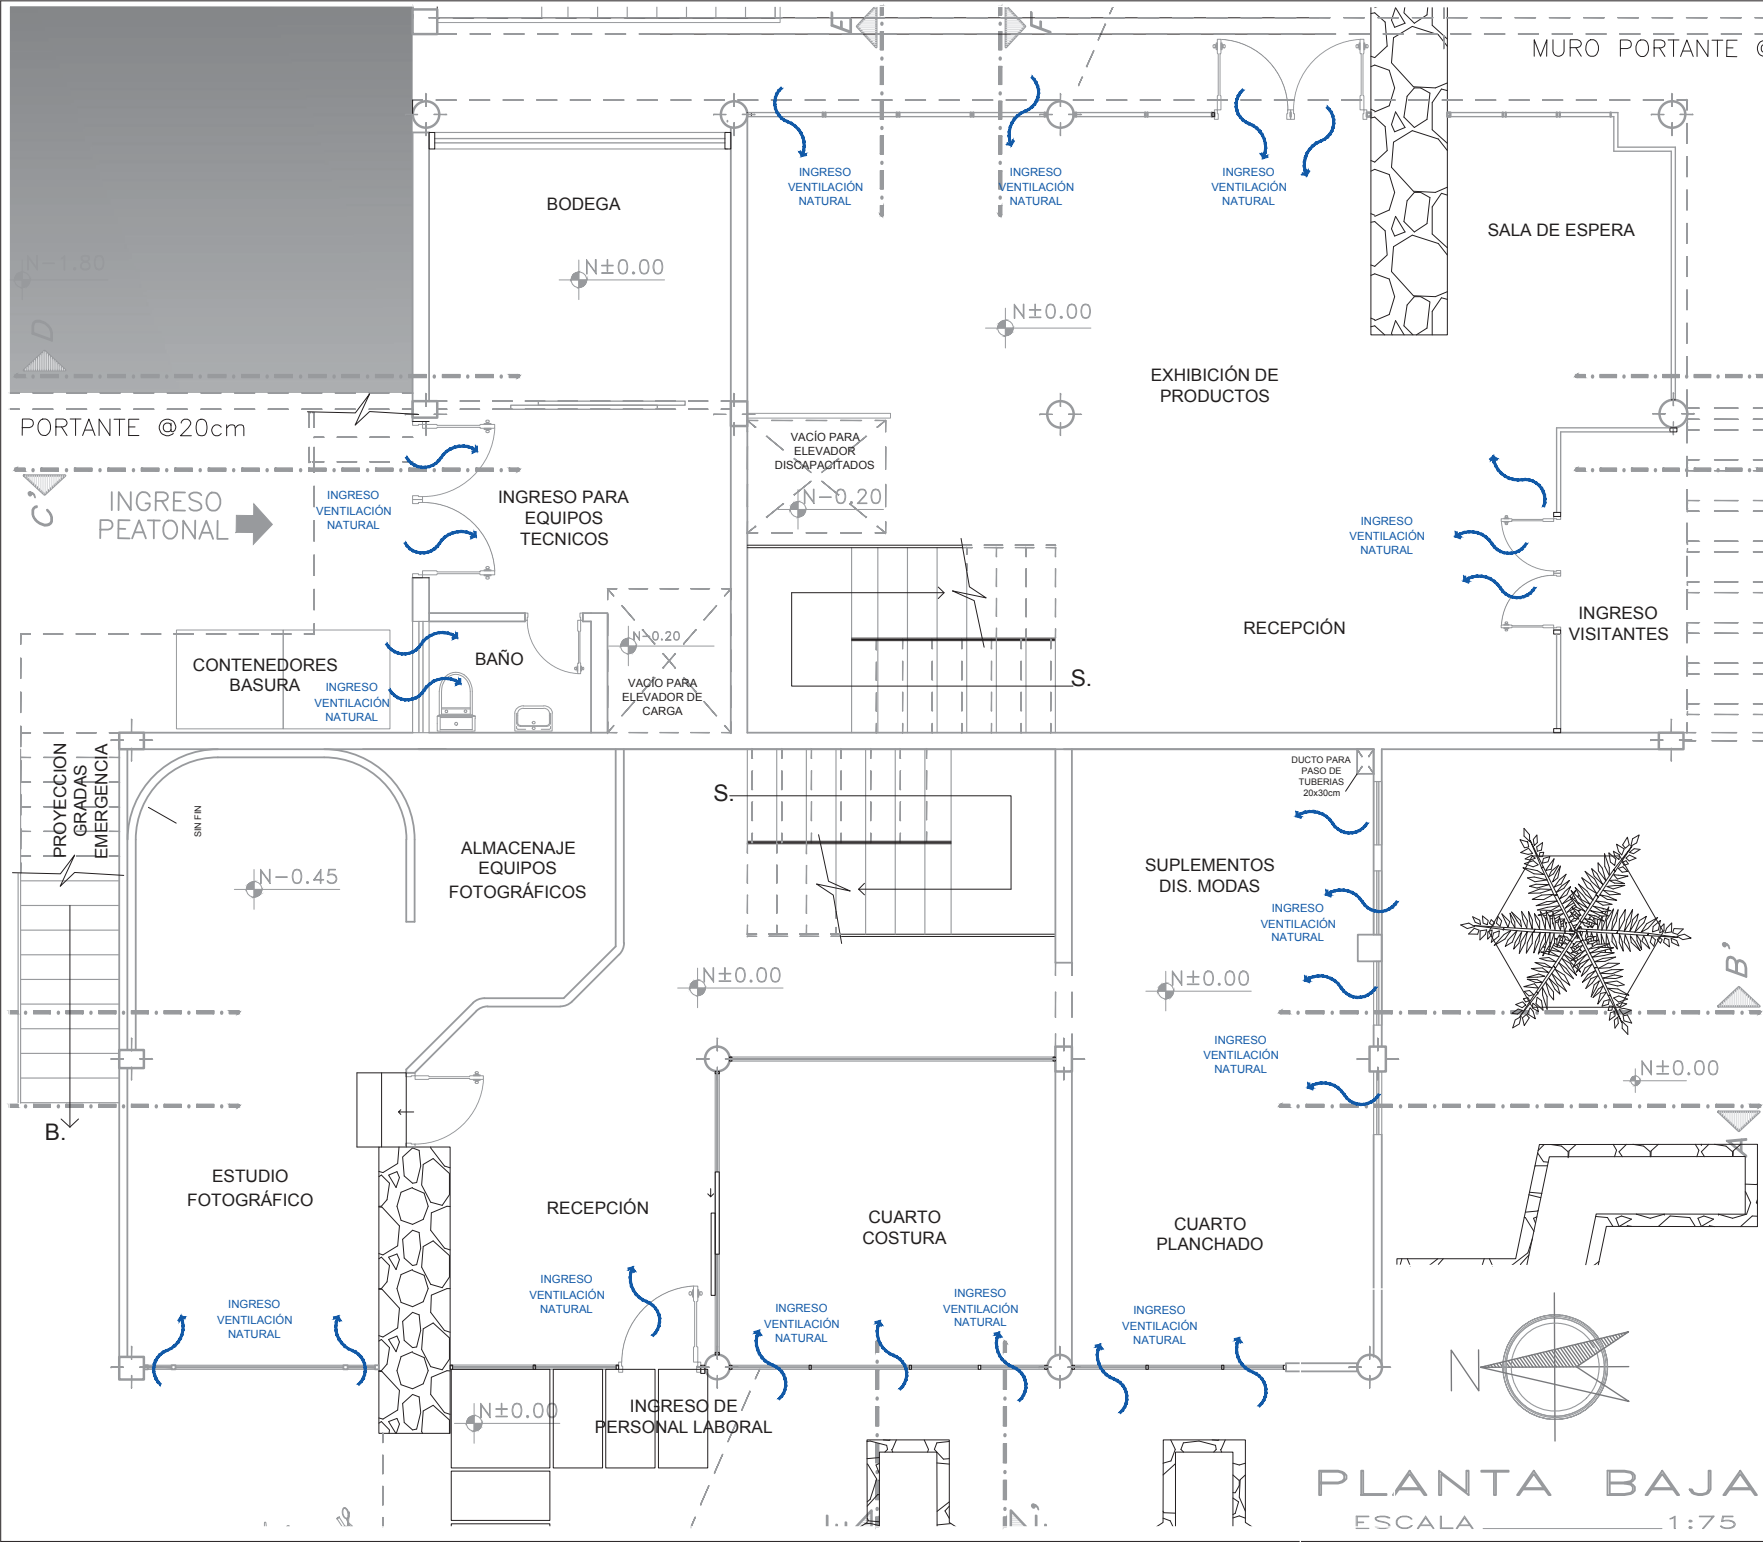 MURO PORTANTE @
E
F
INGRESO
VENTILACIÓN
NATURAL
INGRESO
VENTILACIÓN
NATURAL
INGRESO
VENTILACIÓN
NATURAL
BODEGA
SALA DE ESPERA
N-1.80
N±0.00
N±0.00
D
EXHIBICIÓN DE
PRODUCTOS
PORTANTE @20cm
VACÍO PARA
ELEVADOR
DISCAPACITADOS
N-0.20
C'
INGRESO
PEATONAL
INGRESO
VENTILACIÓN
NATURAL
INGRESO PARA
EQUIPOS
TECNICOS
INGRESO
VENTILACIÓN
NATURAL
INGRESO
VISITANTES
RECEPCIÓN
CONTENEDORES
BASURA
INGRESO
VENTILACIÓN
NATURAL
BAÑO
N-0.20
VACÍO PARA
ELEVADOR DE
CARGA
S.
PROYECCION
GRADAS
EMERGENCIA
SIN FIN
S.
DUCTO PARA
PASO DE
TUBERIAS
20x30cm
ALMACENAJE
EQUIPOS
FOTOGRÁFICOS
N-0.45
SUPLEMENTOS
DIS. MODAS
INGRESO
VENTILACIÓN
NATURAL
N±0.00
N±0.00
B'
INGRESO
VENTILACIÓN
NATURAL
N±0.00
B.
A
ESTUDIO
FOTOGRÁFICO
RECEPCIÓN
CUARTO
COSTURA
CUARTO
PLANCHADO
INGRESO
VENTILACIÓN
NATURAL
INGRESO
VENTILACIÓN
NATURAL
INGRESO
VENTILACIÓN
NATURAL
INGRESO
VENTILACIÓN
NATURAL
INGRESO
VENTILACIÓN
NATURAL
N
N±0.00
INGRESO DE
PERSONAL LABORAL
PLANTA BAJA
ESCALA 1:75